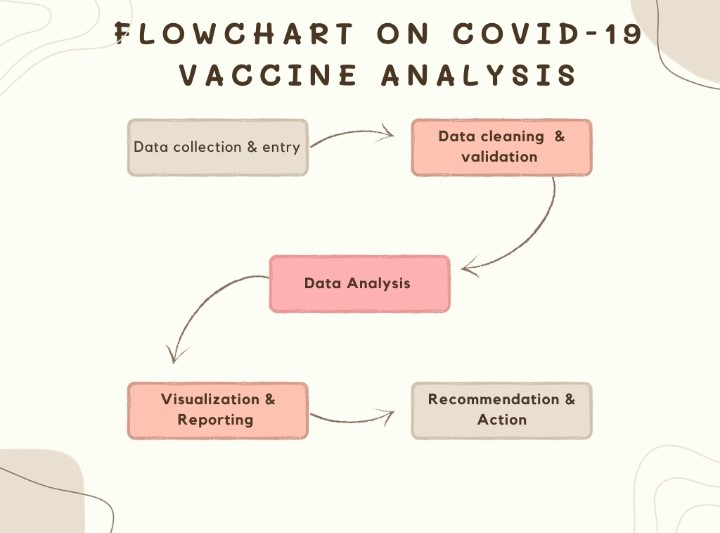 FLOWCHART ON COVID-19
VACCINE ANALYSIS
Data collection & entry
Data cleaning &
validation
Data Analysis
Visualization &
Reporting
Recommendation &
Action